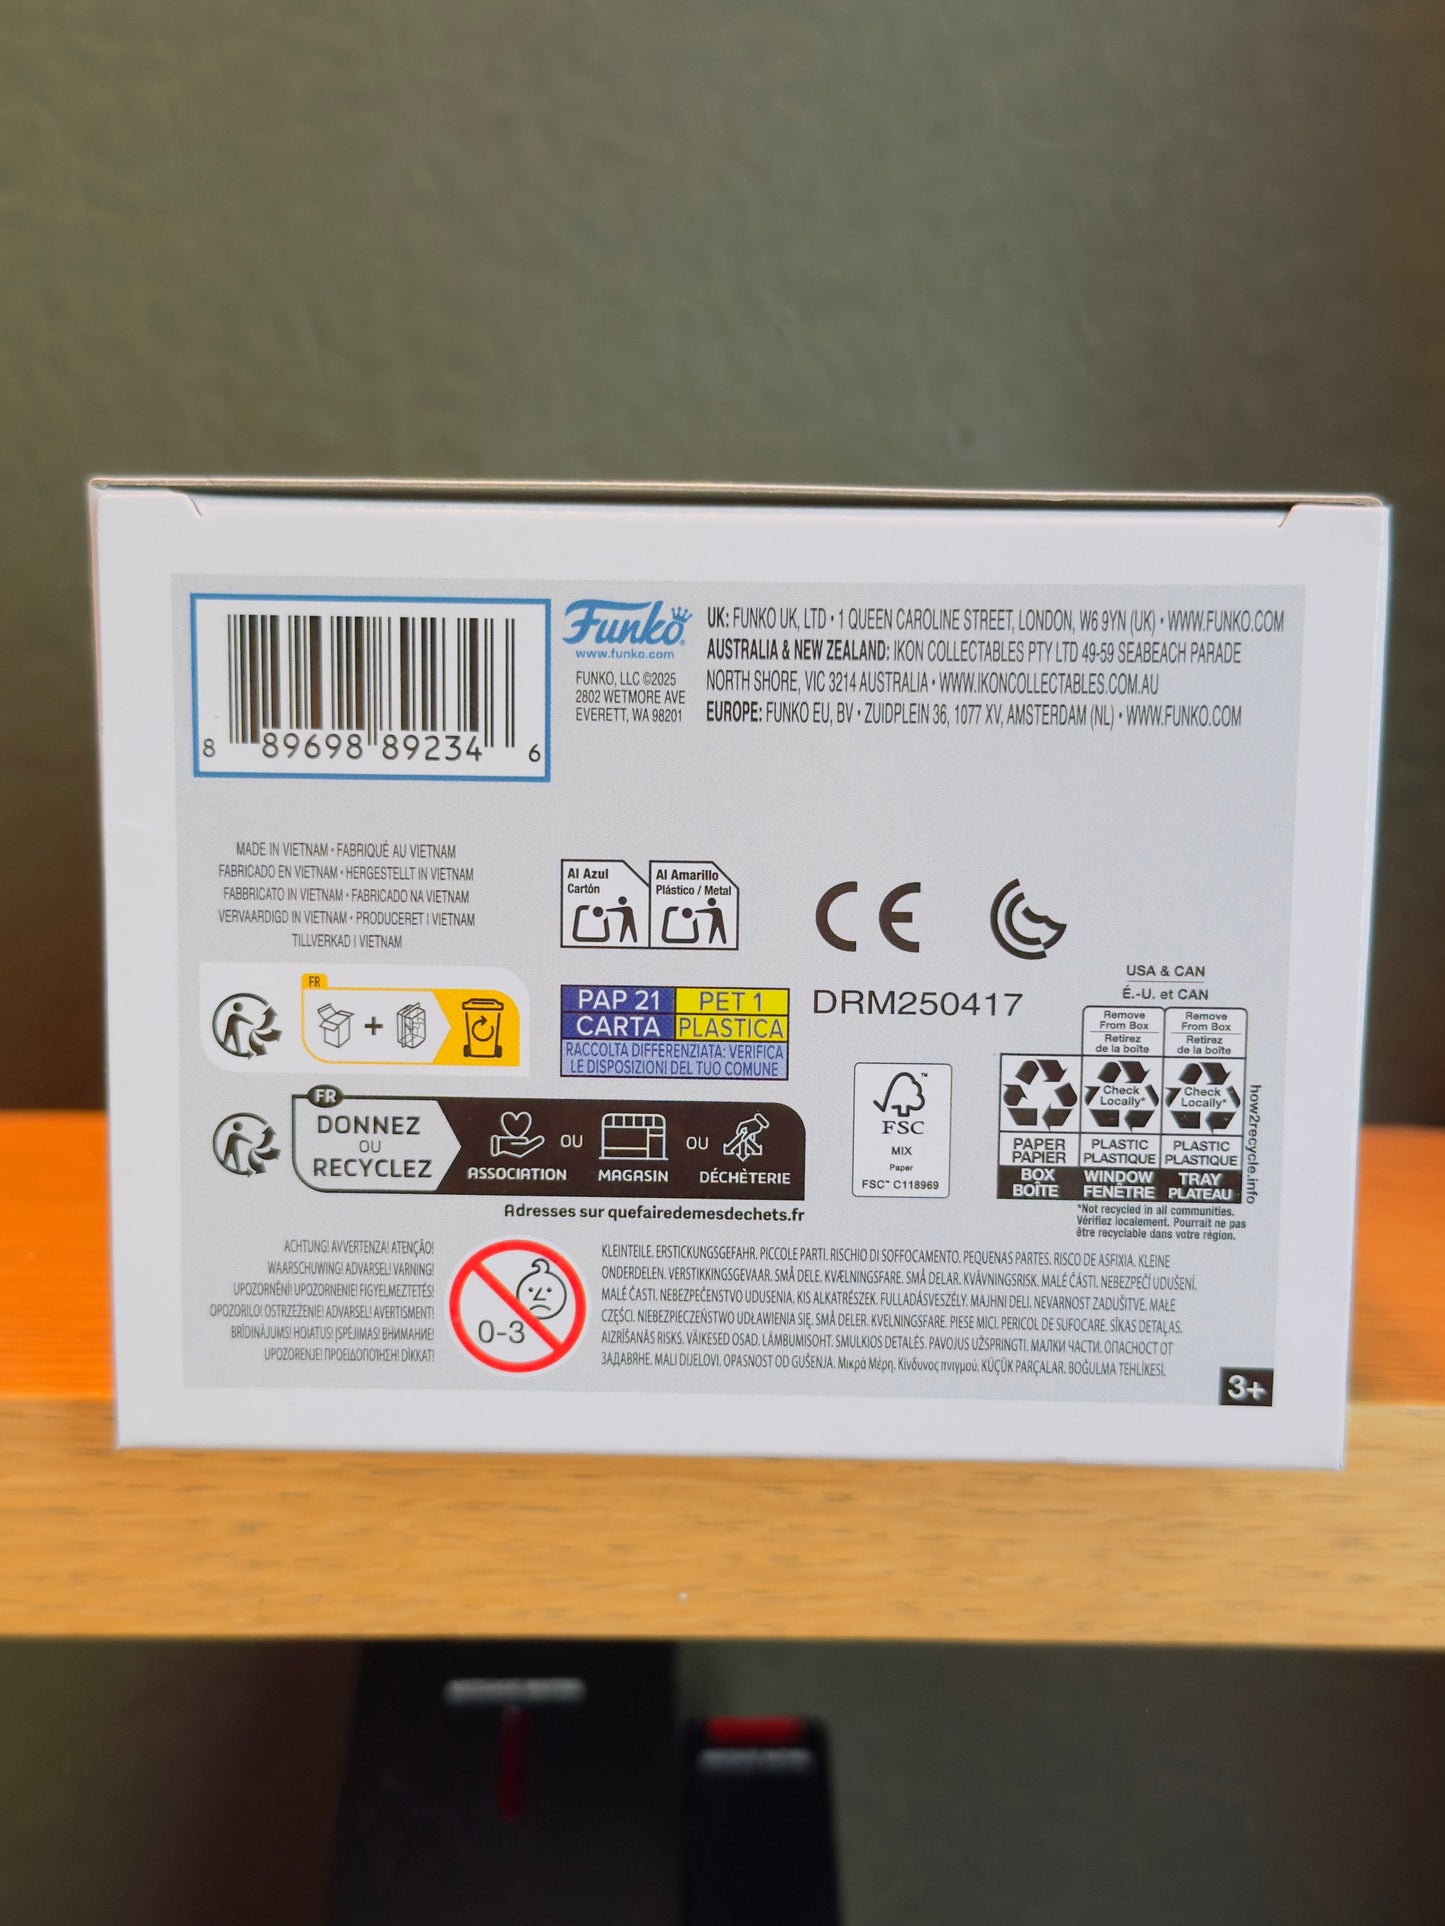 8 89698 89234 6
Funko
www.funko.com
FUNKO, LLC ©2025
2802 WETMORE AVE
EVERETT, WA 98201
UK: FUNKO UK, LTD • 1 QUEEN CAROLINE STREET, LONDON, W6 9YN (UK) • WWW.FUNKO.COM
AUSTRALIA & NEW ZEALAND: IKON COLLECTABLES PTY LTD 49-59 SEABEACH PARADE
NORTH SHORE, VIC 3214 AUSTRALIA • WWW.IKONCOLLECTABLES.COM.AU
EUROPE: FUNKO EU, BV • ZUIDPLEIN 36, 1077 XV, AMSTERDAM (NL) • WWW.FUNKO.COM
MADE IN VIETNAM • FABRIQUÉ AU VIETNAM
FABRICADO EN VIETNAM • HERGESTELLT IN VIETNAM
FABBRICATO IN VIETNAM • FABRICADO NA VIETNAM
VERVAARDIGD IN VIETNAM • PRODUCERET I VIETNAM
TILLVERKAD I VIETNAM
Al Azul
Cartón
Al Amarillo
Plástico / Metal
CE
FR
PAP 21
CARTA
PET 1
PLASTICA
RACCOLTA DIFFERENZIATA: VERIFICA
LE DISPOSIZIONI DEL TUO COMUNE
DRM250417
USA & CAN
É.-U. et CAN
Remove
From Box
Retirez
de la boîte
Remove
From Box
Retirez
de la boîte
Check
Locally*
Check
Locally*
PAPER
PAPIER
PLASTIC
PLASTIQUE
PLASTIC
PLASTIQUE
BOX
BOÎTE
WINDOW
FENÊTRE
TRAY
PLATEAU
how2recycle.info
*Not recycled in all communities.
Vérifiez localement. Pourrait ne pas
être recyclable dans votre région.
FSC
MIX
Paper
FSC™ C118969
FR
DONNEZ
OU
RECYCLEZ
ASSOCIATION
OU
MAGASIN
OU
DÉCHÈTERIE
Adresses sur quefairedemesdechets.fr
ACHTUNG! AVVERTENZA! ATENÇÃO!
WAARSCHUWING! ADVARSEL! VARNING!
UPOZORNĚNÍ! UPOZORNENIE! FIGYELMEZTETÉS!
OPOZORILO! OSTRZEŻENIE! ADVARSEL! AVERTISMENT!
BRĪDINĀJUMS! HOIATUS! ĮSPĖJIMAS! ВНИМАНИЕ!
UPOZORENJE! ΠΡΟΕΙΔΟΠΟΙΗΣΗ! DİKKAT!
0-3
KLEINTEILE. ERSTICKUNGSGEFAHR. PICCOLE PARTI. RISCHIO DI SOFFOCAMENTO. PEQUENAS PARTES. RISCO DE ASFIXIA. KLEINE
ONDERDELEN. VERSTIKKINGSGEVAAR. SMÅ DELE. KVÆLNINGSFARE. SMÅ DELAR. KVÄVNINGSRISK. MALÉ ČÁSTI, NEBEZPEČÍ UDUŠENÍ.
MALÉ ČASTI. NEBEZPEČENSTVO UDUSENIA. KIS ALKATRÉSZEK. FULLADÁSVESZÉLY. MAJHNI DELI. NEVARNOST ZADUŠITVE. MAŁE
CZĘŚCI. NIEBEZPIECZEŃSTWO UDŁAWIENIA SIĘ. SMÅ DELER. KVELNINGSFARE. PIESE MICI. PERICOL DE SUFOCARE. SĪKAS DETAĻAS.
AIZRĪŠANĀS RISKS. VÄIKESED OSAD. LÄMBUMISOHT. SMULKIOS DETALĖS. PAVOJUS UŽSPRINGTI. МАЛКИ ЧАСТИ. ОПАСНОСТ ОТ
ЗАДАВЯНЕ. MALI DIJELOVI. OPASNOST OD GUŠENJA. Μικρά Μέρη. Κίνδυνος πνιγμού. KÜÇÜK PARÇALAR. BOĞULMA TEHLİKESİ.
3+